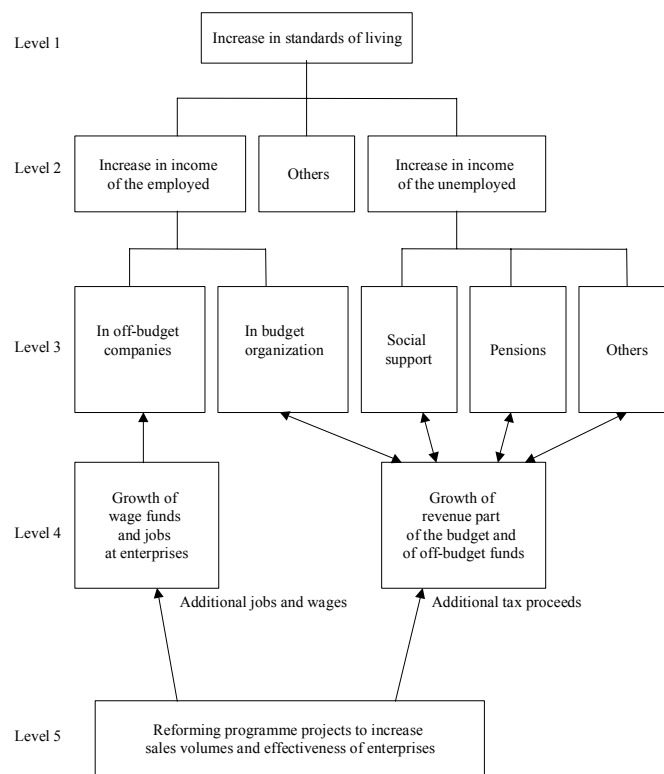 Level 1
Increase in standards of living
Level 2
Increase in income
of the employed
Others
Increase in income
of the unemployed
Level 3
In off-budget
companies
In budget
organization
Social
support
Pensions
Others
Level 4
Growth of
wage funds
and jobs
at enterprises
Growth of
revenue part
of the budget and
of off-budget funds
Additional jobs and wages
Additional tax proceeds
Level 5
Reforming programme projects to increase
sales volumes and effectiveness of enterprises